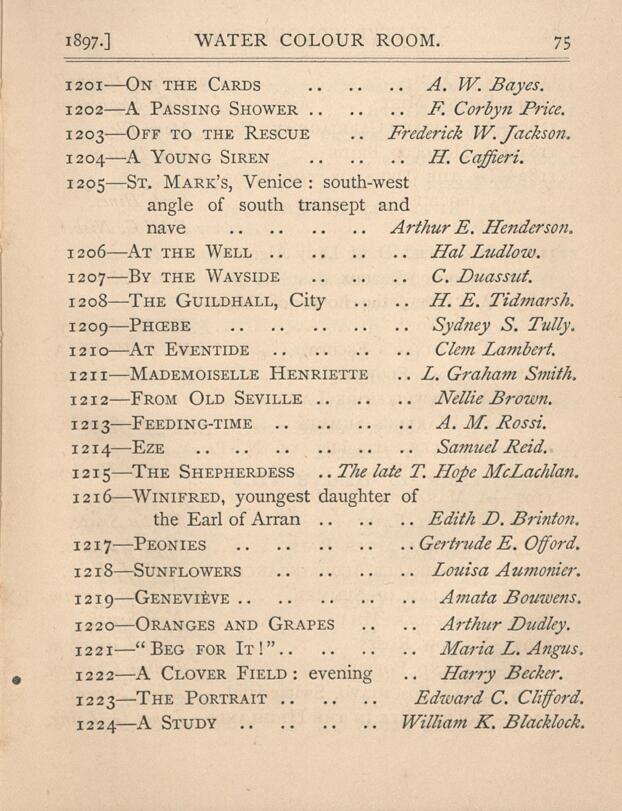 1897.] WATER COLOUR ROOM. 75
1201—ON THE CARDS .. .. .. A. W. Bayes.
1202—A PASSING SHOWER .. .. .. F. Corbyn Price.
1203—OFF TO THE RESCUE .. Frederick W. Jackson.
1204—A YOUNG SIREN .. .. .. H. Caffieri.
1205—ST. MARK'S, Venice : south-west
angle of south transept and
nave .. .. .. .. Arthur E. Henderson.
1206—AT THE WELL .. .. .. .. Hal Ludlow.
1207—BY THE WAYSIDE .. .. .. C. Duassut.
1208—THE GUILDHALL, City .. .. H. E. Tidmarsh.
1209—PHŒBE .. .. .. .. .. Sydney S. Tully.
1210—AT EVENTIDE .. .. .. .. Clem Lambert.
1211—MADEMOISELLE HENRIETTE .. L. Graham Smith.
1212—FROM OLD SEVILLE .. .. .. Nellie Brown.
1213—FEEDING-TIME .. .. .. .. A. M. Rossi.
1214—EZE .. .. .. .. .. .. Samuel Reid.
1215—THE SHEPHERDESS .. The late T. Hope McLachlan.
1216—WINIFRED, youngest daughter of
the Earl of Arran .. .. .. Edith D. Brinton.
1217—PEONIES .. .. .. .. .. Gertrude E. Offord.
1218—SUNFLOWERS .. .. .. .. Louisa Aumonier.
1219—GENEVIÈVE .. .. .. .. .. Amata Bouwens.
1220—ORANGES AND GRAPES .. .. Arthur Dudley.
1221—“ BEG FOR IT ! ” .. .. .. .. Maria L. Angus.
1222—A CLOVER FIELD : evening .. Harry Becker.
1223—THE PORTRAIT .. .. .. Edward C. Clifford.
1224—A STUDY .. .. .. .. William K. Blacklock.